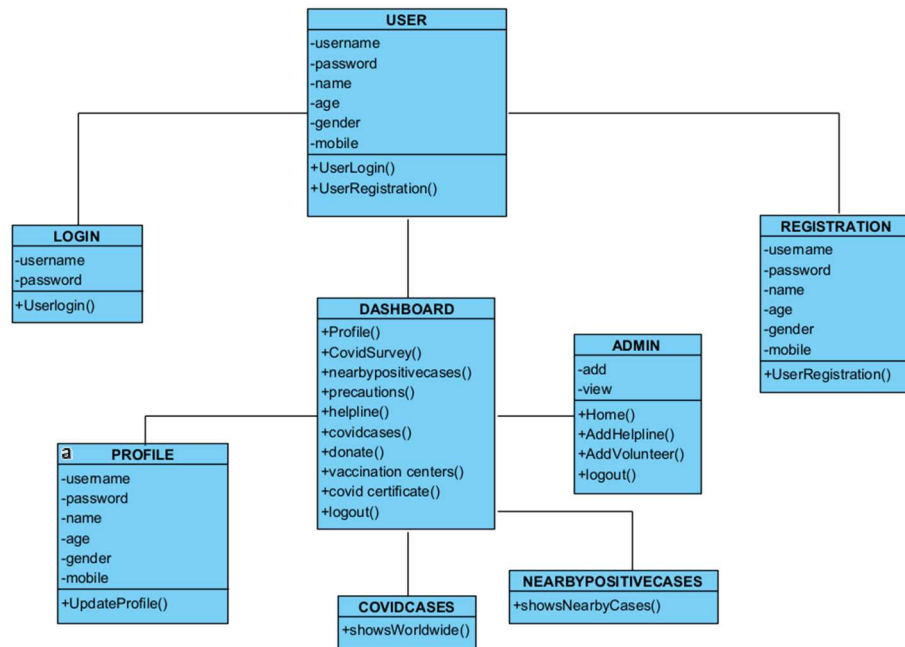 USER
-username
-password
-name
-age
-gender
-mobile
+UserLogin()
+UserRegistration()
LOGIN
-username
-password
+Userlogin()
REGISTRATION
-username
-password
-name
-age
-gender
-mobile
+UserRegistration()
DASHBOARD
+Profile()
+CovidSurvey()
+nearbypositivecases()
+precautions()
+helpline()
+covidcases()
+donate()
+vaccination centers()
+covid certificate()
+logout()
ADMIN
-add
-view
+Home()
+AddHelpline()
+AddVolunteer()
+logout()
a PROFILE
-username
-password
-name
-age
-gender
-mobile
+UpdateProfile()
NEARBYPOSITIVECASES
+showsNearbyCases()
COVIDCASES
+showsWorldwide()